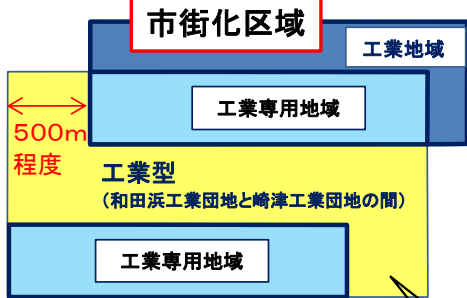 市街化区域
工業地域
工業専用地域
500m
程度
工業型
（和田浜工業団地と崎津工業団地の間）
工業専用地域